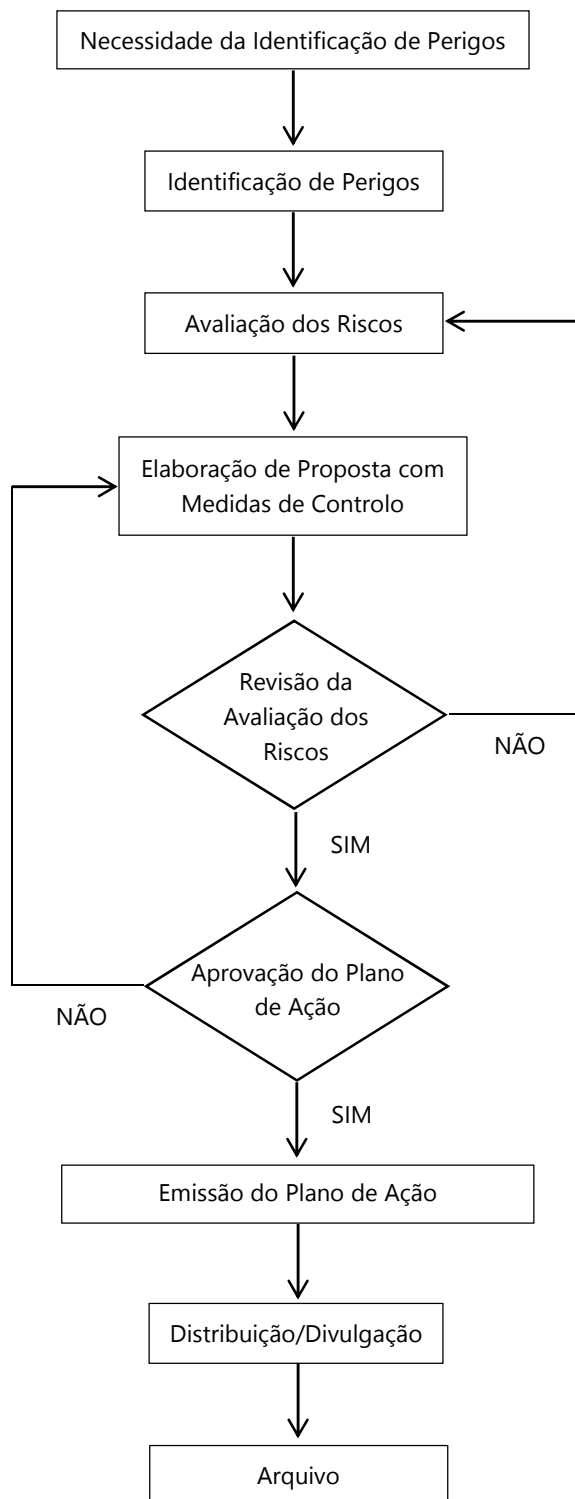 Necessidade da Identificação de Perigos
Identificação de Perigos
Avaliação dos Riscos
Elaboração de Proposta com
Medidas de Controlo
Revisão da
Avaliação dos
Riscos
NÃO
SIM
Aprovação do Plano
de Ação
NÃO
SIM
Emissão do Plano de Ação
Distribuição/Divulgação
Arquivo